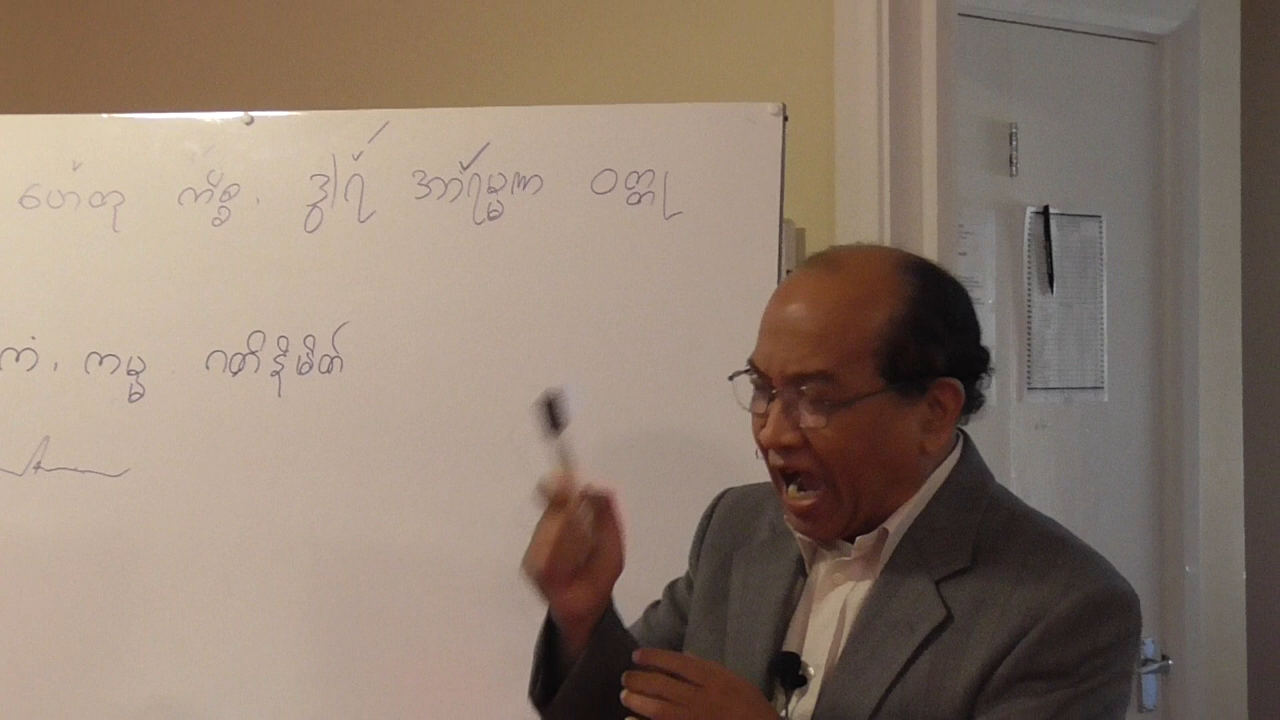 ဟေတု ကိစ္စ. ဒွါရ အာရမ္မဏ ဝတ္ထု
ကံ. ကမ္မ. ဂတိနိမိတ်